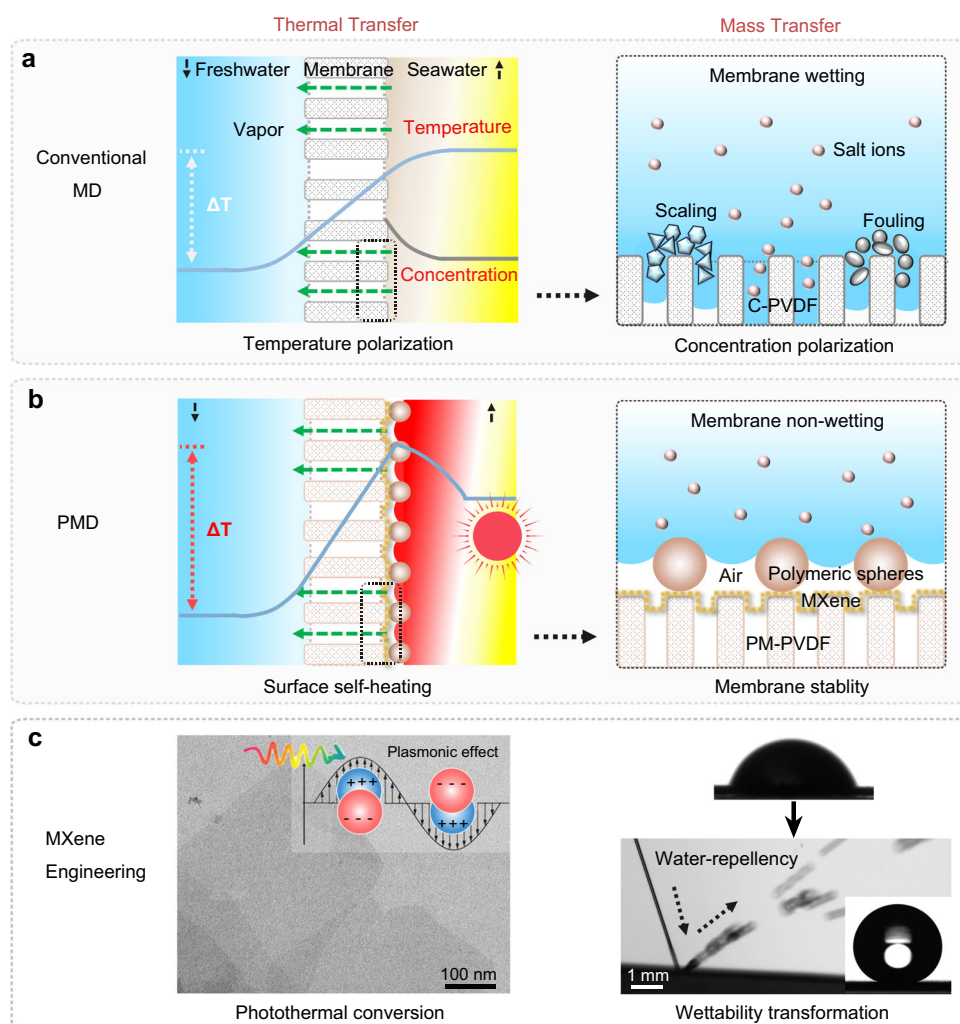 Thermal Transfer
Mass Transfer
a
Conventional
MD
Freshwater
Membrane
Seawater
Vapor
Temperature
ΔT
Concentration
Temperature polarization
Membrane wetting
Salt ions
Scaling
Fouling
C-PVDF
Concentration polarization
b
PMD
ΔT
Surface self-heating
Membrane non-wetting
Air
Polymeric spheres
MXene
PM-PVDF
Membrane stablity
c
MXene
Engineering
Plasmonic effect
+++
- - -
- - -
+++
100 nm
Photothermal conversion
Water-repellency
1 mm
Wettability transformation